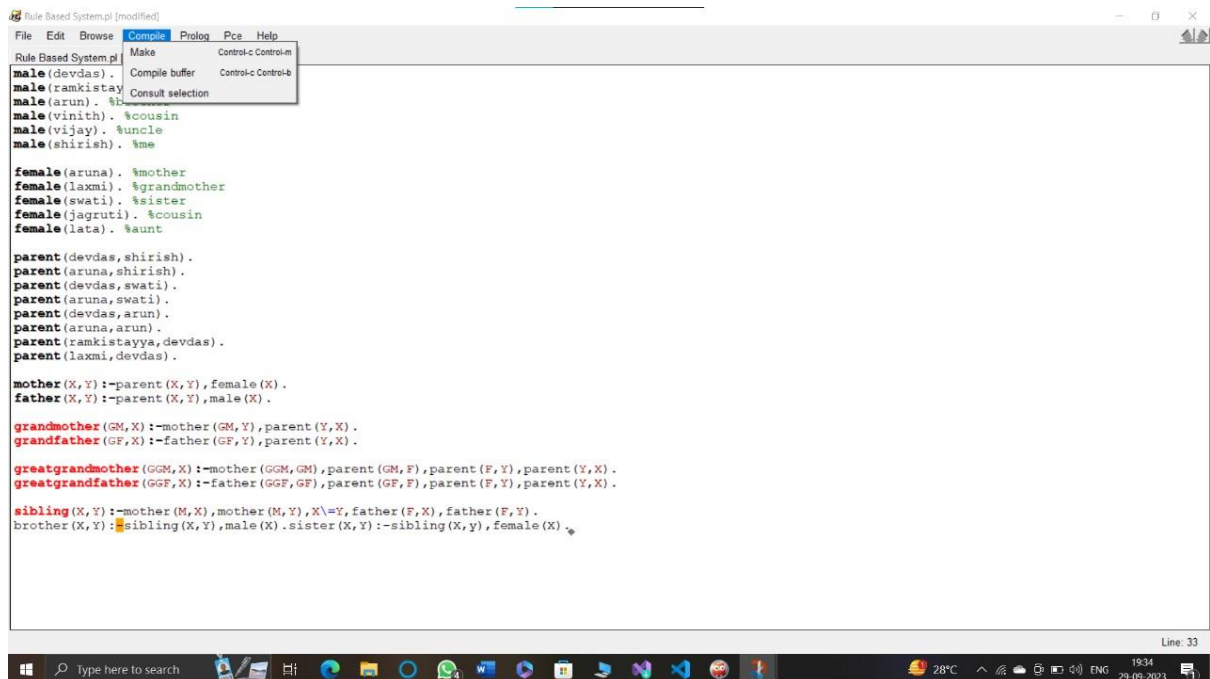 Rule Based System.pl [modified]
File Edit Browse Compile Prolog Pce Help
Rule Based System.pl
Make Control-c Control-m
Compile buffer Control-c Control-b
Consult selection
male(devdas).
male(ramkistay
male(arun).
male(vinith). %cousin
male(vijay). %uncle
male(shirish). %me
female(aruna). %mother
female(laxmi). %grandmother
female(swati). %sister
female(jagruti). %cousin
female(lata). %aunt
parent(devdas,shirish).
parent(aruna,shirish).
parent(devdas,swati).
parent(aruna,swati).
parent(devdas,arun).
parent(aruna,arun).
parent(ramkistayya,devdas).
parent(laxmi,devdas).
mother(X,Y):-parent(X,Y),female(X).
father(X,Y):-parent(X,Y),male(X).
grandmother(GM,X):-mother(GM,Y),parent(Y,X).
grandfather(GF,X):-father(GF,Y),parent(Y,X).
greatgrandmother(GGM,X):-mother(GGM,GM),parent(GM,F),parent(F,Y),parent(Y,X).
greatgrandfather(GGF,X):-father(GGF,GF),parent(GF,F),parent(F,Y),parent(Y,X).
sibling(X,Y):-mother(M,X),mother(M,Y),X\=Y,father(F,X),father(F,Y).
brother(X,Y):-sibling(X,Y),male(X).sister(X,Y):-sibling(X,y),female(X).
Line: 33
Type here to search
4
28°C
ENG
19:34
29-09-2023
1